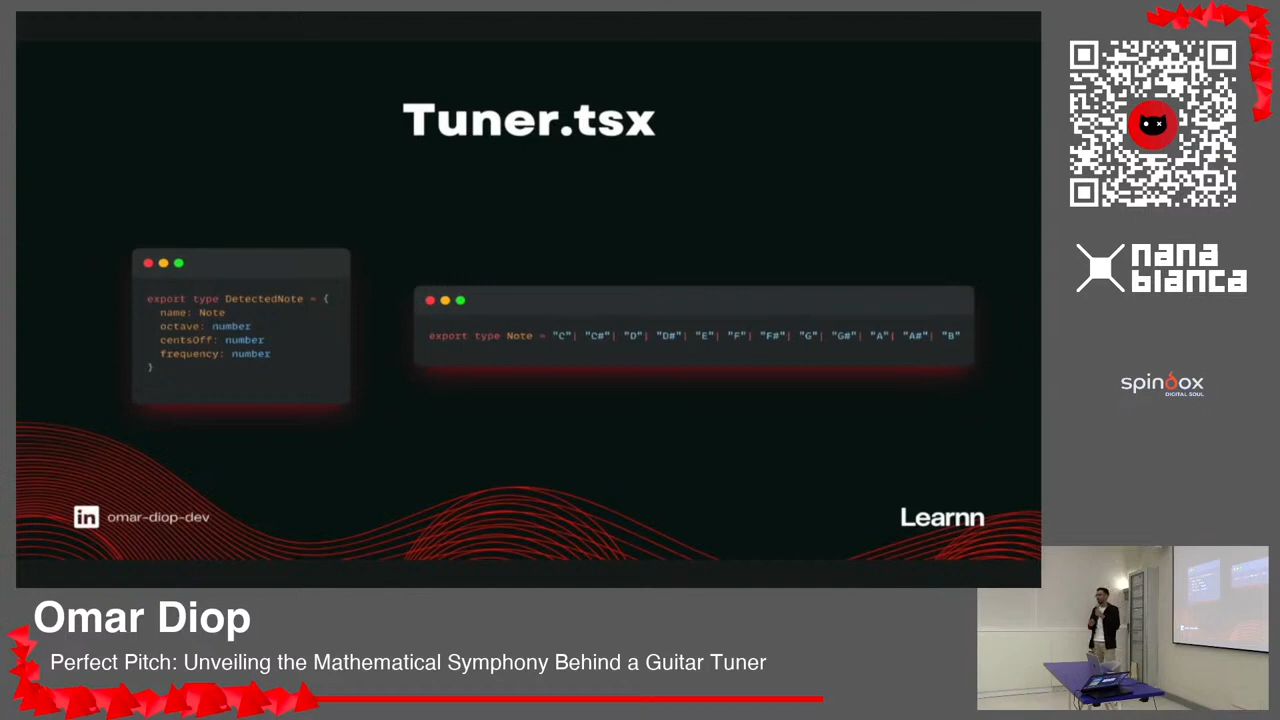 Tuner.tsx
export type DetectedNote = {
name: Note
octave: number
centsOff: number
frequency: number
}
export type Note = "C"| "C#"| "D"| "D#"| "E"| "F"| "F#"| "G"| "G#"| "A"| "A#"| "B"
in omar-diop-dev
Learnn
nana
bianca
spindox
DIGITAL SOUL
Omar Diop
Perfect Pitch: Unveiling the Mathematical Symphony Behind a Guitar Tuner